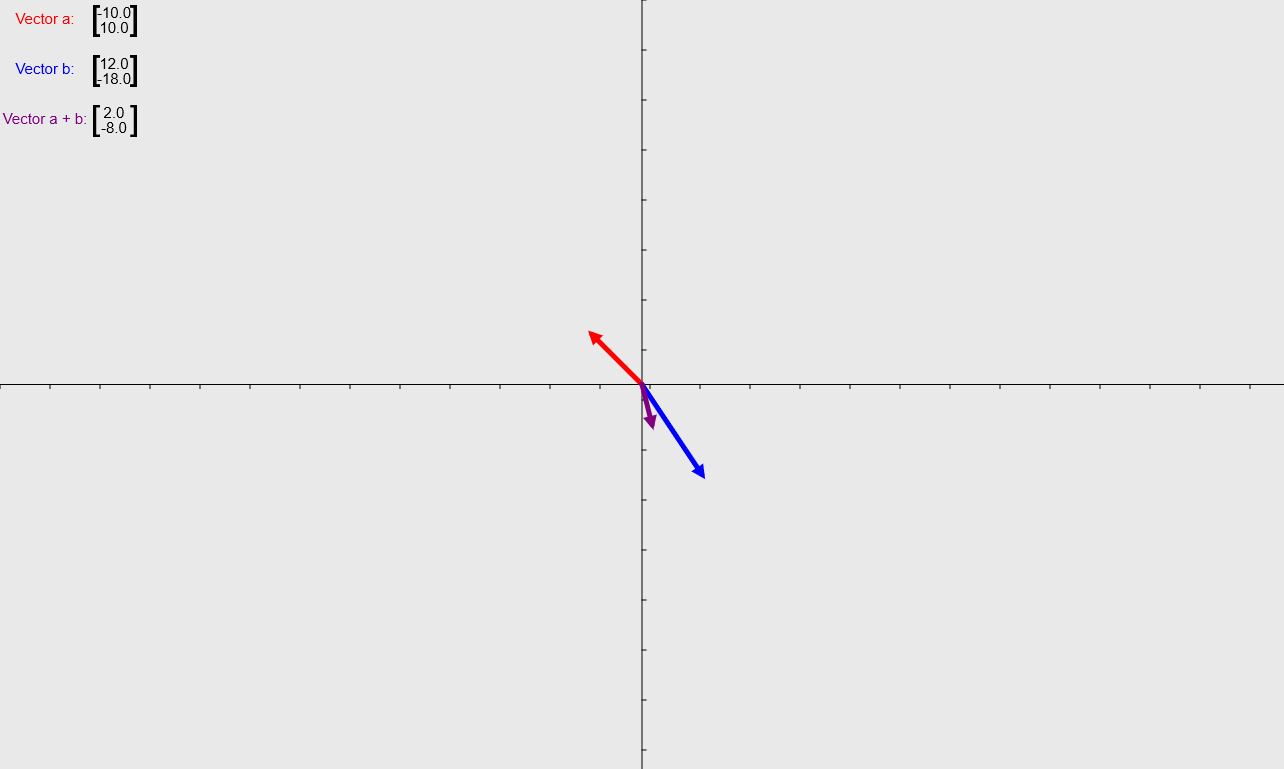 Vector a: [-10.0
10.0]
Vector b: [12.0
-18.0]
Vector a + b: [2.0
-8.0]